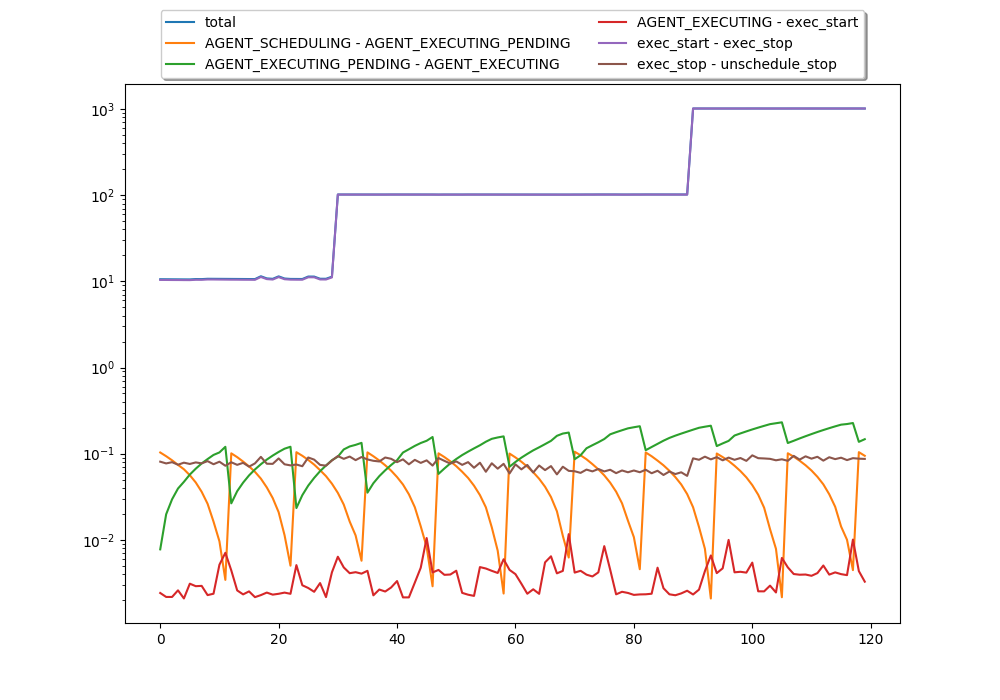 total
AGENT_SCHEDULING - AGENT_EXECUTING_PENDING
AGENT_EXECUTING_PENDING - AGENT_EXECUTING
AGENT_EXECUTING - exec_start
exec_start - exec_stop
exec_stop - unschedule_stop
10³
10²
10¹
10⁰
10⁻¹
10⁻²
0 20 40 60 80 100 120